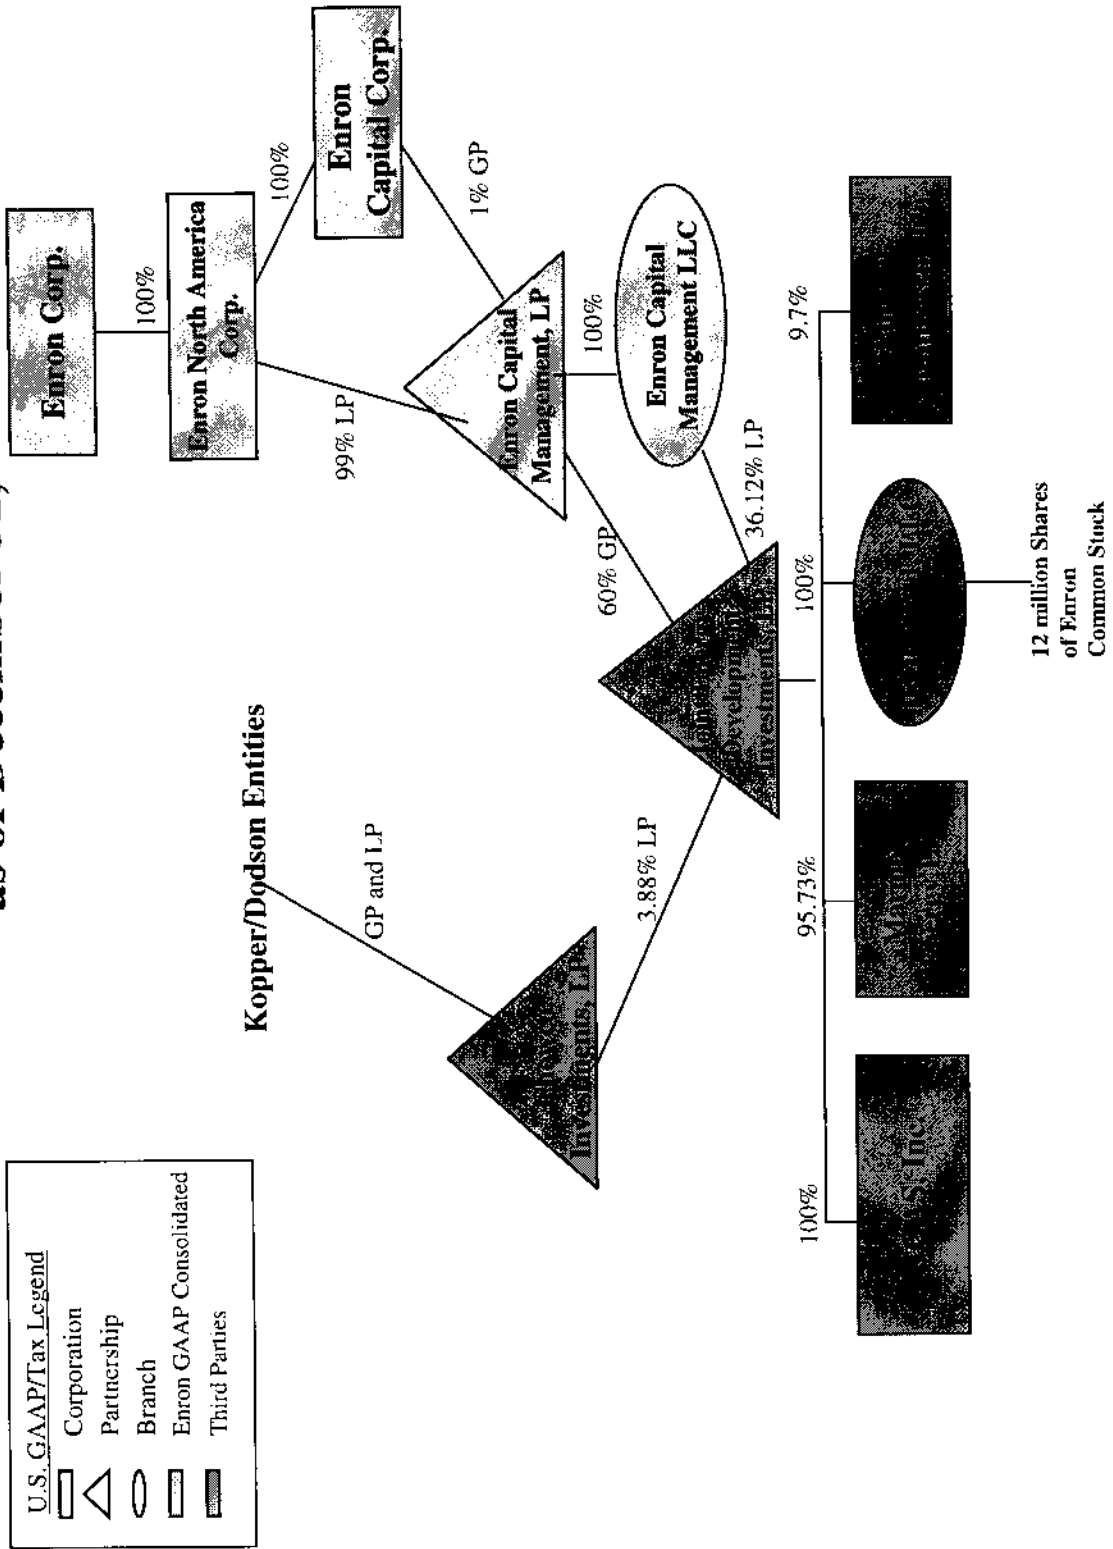 as of December 31,
U.S. GAAP/Tax Legend
Corporation
Partnership
Branch
Enron GAAP Consolidated
Third Parties
Enron Corp.
100%
Enron North America
Corp.
100%
Enron
Capital Corp.
99% LP
1% GP
Enron Capital
Management, LP
100%
Enron Capital
Management LLC
Kopper/Dodson Entities
GP and LP
Investments, LP
3.88% LP
60% GP
36.12% LP
Development
Investments, LP
100%
95.73%
100%
9.7%
S, Inc.
12 million Shares
of Enron
Common Stock